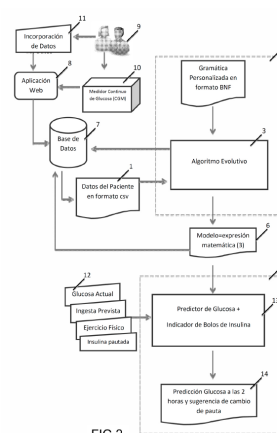 11
Incorporación
de Datos
9
8
Aplicación
Web
10
Medidor Continuo
de Glucosa (CGM)
Gramática
Personalizada en
formato BNF
7
Base de
Datos
3
Algoritmo Evolutivo
1
Datos del Paciente
en formato csv
6
Modelo=expresión
matemática (3)
12
Glucosa Actual
Ingesta Prevista
Ejercicio Físico
Insulina pautada
13
Predictor de Glucosa +
Indicador de Bolos de Insulina
14
Predicción Glucosa a las 2
horas y sugerencia de cambio
de pauta